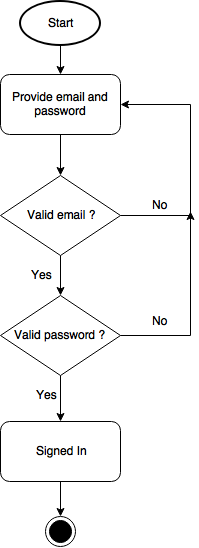 Start
Provide email and
password
Valid email ?
No
Yes
Valid password ?
No
Yes
Signed In